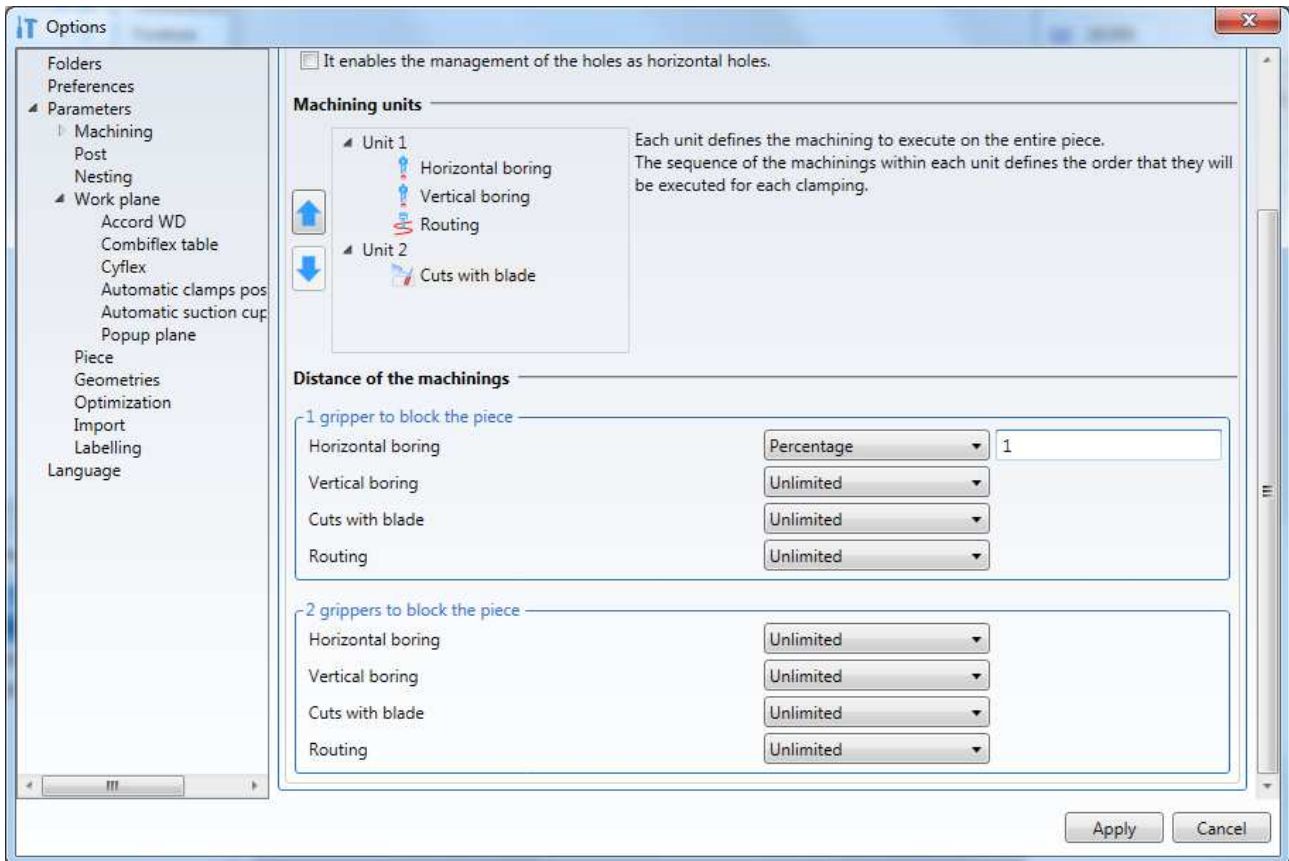 Options
Folders
Preferences
Parameters
Machining
Post
Nesting
Work plane
Accord WD
Combiflex table
Cyflex
Automatic clamps pos
Automatic suction cup
Popup plane
Piece
Geometries
Optimization
Import
Labelling
Language
It enables the management of the holes as horizontal holes.
Machining units
Unit 1
Horizontal boring
Vertical boring
Routing
Unit 2
Cuts with blade
Each unit defines the machining to execute on the entire piece.
The sequence of the machinings within each unit defines the order that they will
be executed for each clamping.
Distance of the machinings
1 gripper to block the piece
Horizontal boring Percentage 1
Vertical boring Unlimited
Cuts with blade Unlimited
Routing Unlimited
2 grippers to block the piece
Horizontal boring Unlimited
Vertical boring Unlimited
Cuts with blade Unlimited
Routing Unlimited
Apply Cancel